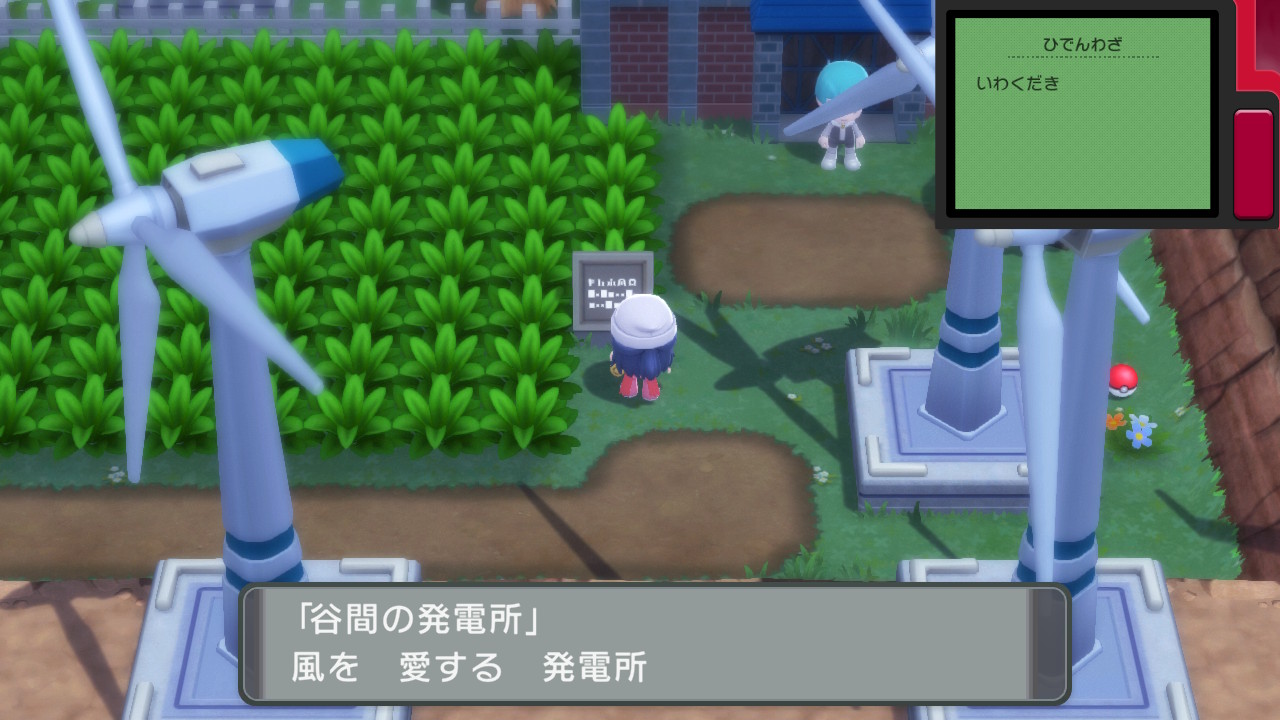 ひでんわざ
いわくだき
「谷間の発電所」
風を　愛する　発電所